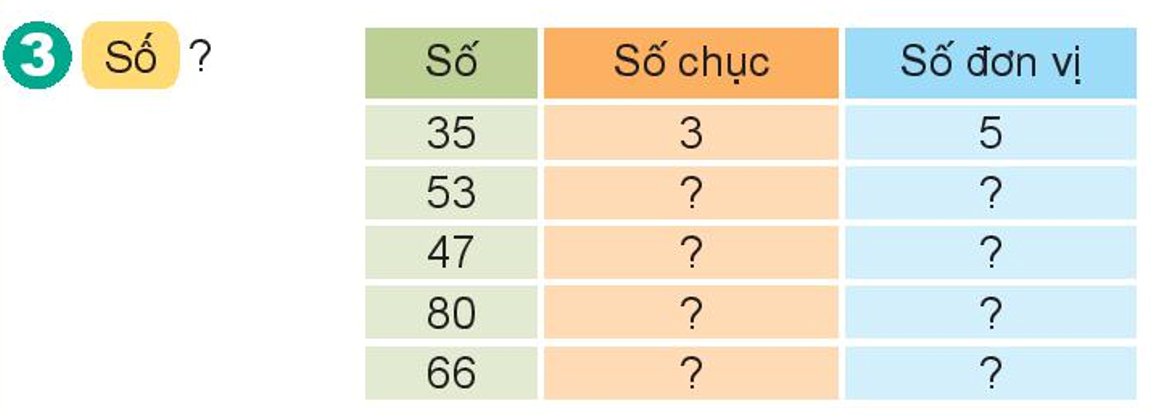 3 Số ?
Số Số chục Số đơn vị
35 3 5
53 ? ?
47 ? ?
80 ? ?
66 ? ?